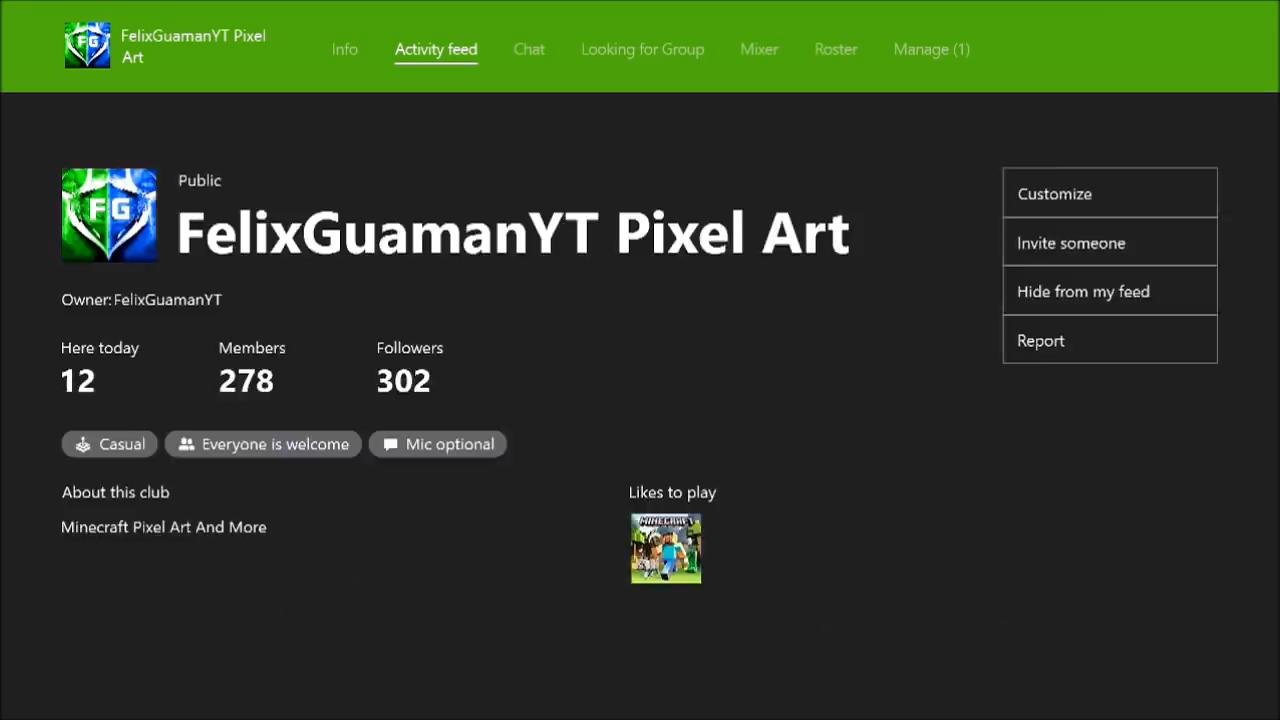 FG
FelixGuamanYT Pixel
Art
Info
Activity feed
Chat
Looking for Group
Mixer
Roster
Manage (1)
FG
Public
FelixGuamanYT Pixel Art
Owner: FelixGuamanYT
Here today
Members
Followers
12
278
302
Casual
Everyone is welcome
Mic optional
About this club
Minecraft Pixel Art And More
Likes to play
MINECRAFT
Customize
Invite someone
Hide from my feed
Report